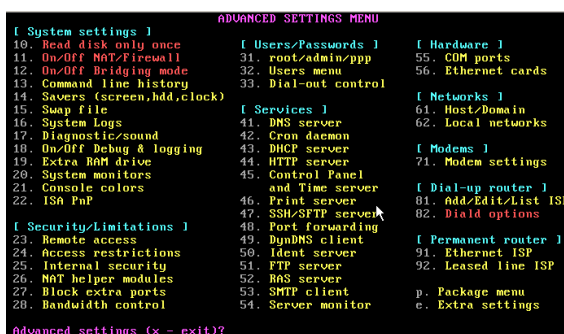 ADVANCED SETTINGS MENU
[ System settings ]
10. Read disk only once
11. On/Off NAT/Firewall
12. On/Off Bridging mode
13. Command line history
14. Savers (screen,hdd,clock)
15. Swap file
16. System Logs
17. Diagnostic/sound
18. On/Off Debug & logging
19. Extra RAM drive
20. System monitors
21. Console colors
22. ISA PnP
[ Security/Limitations ]
23. Remote access
24. Access restrictions
25. Internal security
26. NAT helper modules
27. Block extra ports
28. Bandwidth control
[ Users/Passwords ]
31. root/admin/ppp
32. Users menu
33. Dial-out control
[ Services ]
41. DNS server
42. Cron daemon
43. DHCP server
44. HTTP server
45. Control Panel
and Time server
46. Print server
47. SSH/SFTP server
48. Port forwarding
49. DynDNS client
50. Ident server
51. FTP server
52. RAS server
53. SMTP client
54. Server monitor
[ Hardware ]
55. COM ports
56. Ethernet cards
[ Networks ]
61. Host/Domain
62. Local networks
[ Modems ]
71. Modem settings
[ Dial-up router ]
81. Add/Edit/List IS
82. Diald options
[ Permanent router ]
91. Ethernet ISP
92. Leased line ISP
p. Package menu
e. Extra settings
Advanced settings (x - exit)?